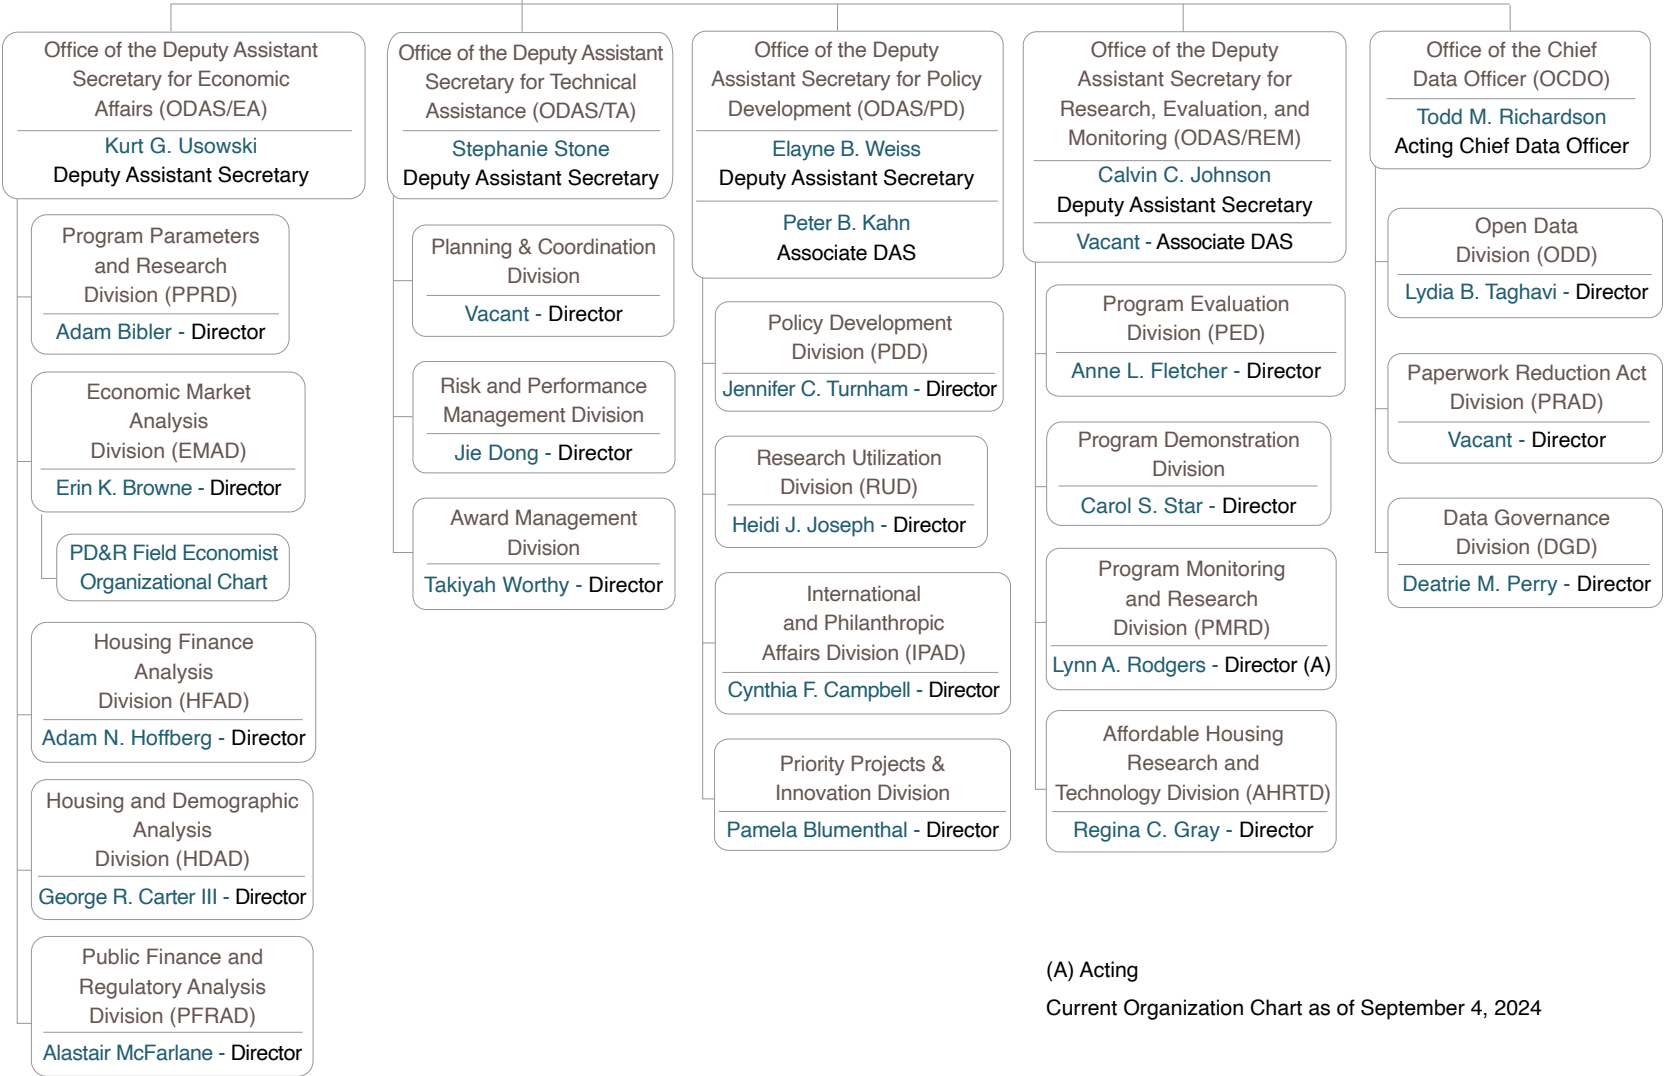 Office of the Deputy Assistant
Secretary for Economic
Affairs (ODAS/EA)
Kurt G. Usowski
Deputy Assistant Secretary
Program Parameters
and Research
Division (PPRD)
Adam Bibler - Director
Economic Market
Analysis
Division (EMAD)
Erin K. Browne - Director
PD&R Field Economist
Organizational Chart
Housing Finance
Analysis
Division (HFAD)
Adam N. Hoffberg - Director
Housing and Demographic
Analysis
Division (HDAD)
George R. Carter III - Director
Public Finance and
Regulatory Analysis
Division (PFRAD)
Alastair McFarlane - Director
Office of the Deputy Assistant
Secretary for Technical
Assistance (ODAS/TA)
Stephanie Stone
Deputy Assistant Secretary
Planning & Coordination
Division
Vacant - Director
Risk and Performance
Management Division
Jie Dong - Director
Award Management
Division
Takiyah Worthy - Director
Office of the Deputy
Assistant Secretary for Policy
Development (ODAS/PD)
Elayne B. Weiss
Deputy Assistant Secretary
Peter B. Kahn
Associate DAS
Policy Development
Division (PDD)
Jennifer C. Turnham - Director
Research Utilization
Division (RUD)
Heidi J. Joseph - Director
International
and Philanthropic
Affairs Division (IPAD)
Cynthia F. Campbell - Director
Priority Projects &
Innovation Division
Pamela Blumenthal - Director
Office of the Deputy
Assistant Secretary for
Research, Evaluation, and
Monitoring (ODAS/REM)
Calvin C. Johnson
Deputy Assistant Secretary
Vacant - Associate DAS
Program Evaluation
Division (PED)
Anne L. Fletcher - Director
Program Demonstration
Division
Carol S. Star - Director
Program Monitoring
and Research
Division (PMRD)
Lynn A. Rodgers - Director (A)
Affordable Housing
Research and
Technology Division (AHRTD)
Regina C. Gray - Director
Office of the Chief
Data Officer (OCDO)
Todd M. Richardson
Acting Chief Data Officer
Open Data
Division (ODD)
Lydia B. Taghavi - Director
Paperwork Reduction Act
Division (PRAD)
Vacant - Director
Data Governance
Division (DGD)
Deatrie M. Perry - Director
(A) Acting
Current Organization Chart as of September 4, 2024